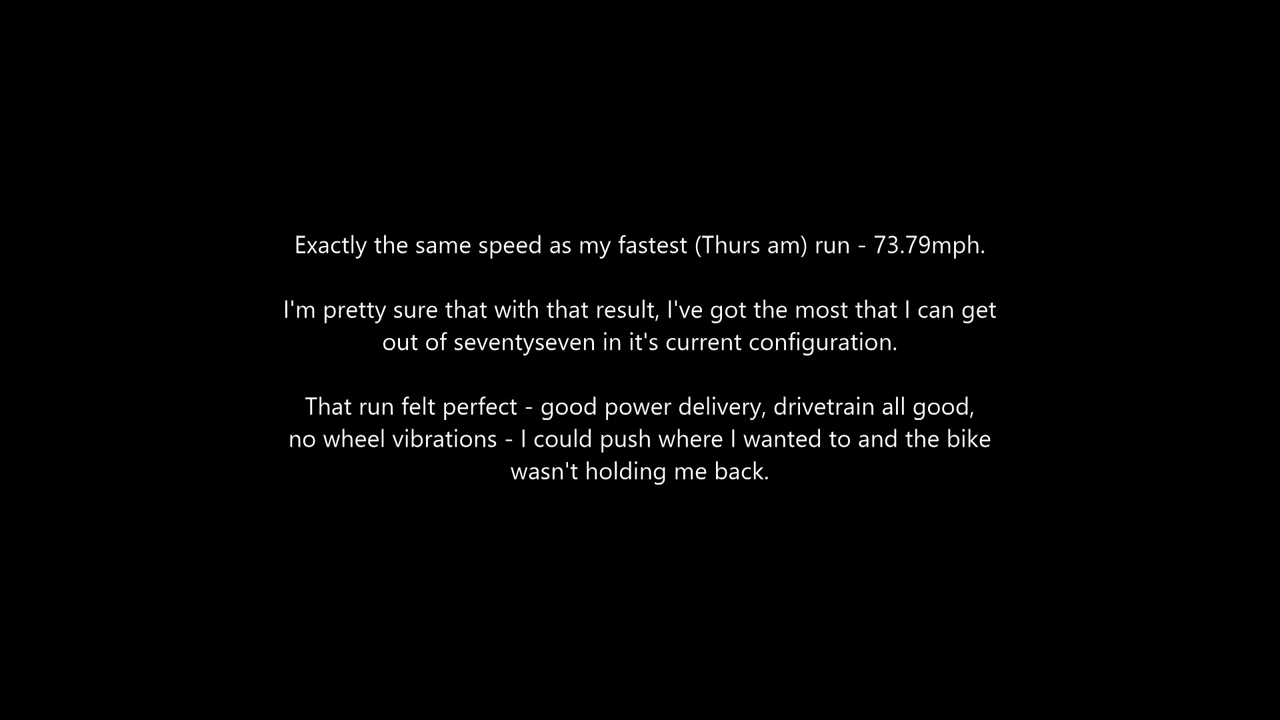 Exactly the same speed as my fastest (Thurs am) run - 73.79mph.
I'm pretty sure that with that result, I've got the most that I can get
out of seventyseven in it's current configuration.
That run felt perfect - good power delivery, drivetrain all good,
no wheel vibrations - I could push where I wanted to and the bike
wasn't holding me back.